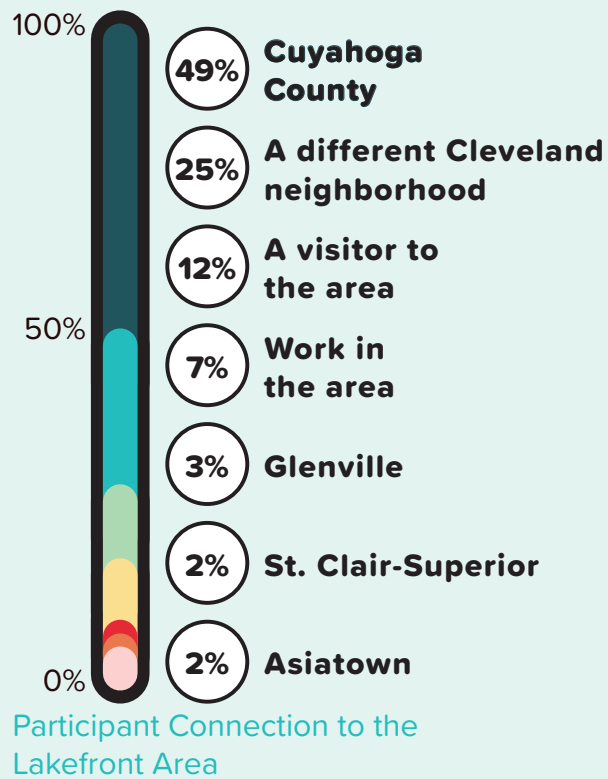 100%
49%
Cuyahoga
County
25%
A different Cleveland
neighborhood
12%
A visitor to
the area
50%
7%
Work in
the area
3%
Glenville
2%
St. Clair-Superior
2%
Asiatown
0%
Participant Connection to the
Lakefront Area